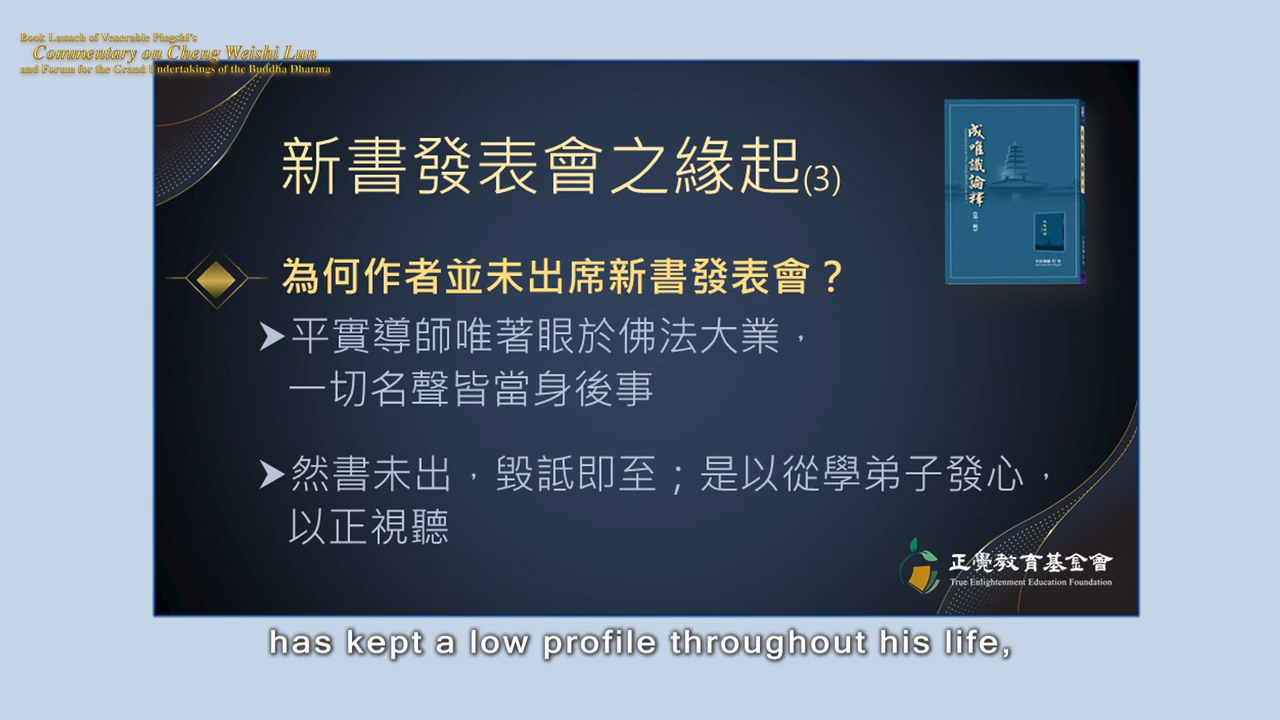 Book Launch of Venerable Pingshi's
Commentary on Cheng Weishi Lun
and Forum for the Grand Undertakings of the Buddha Dharma
新書發表會之緣起(3)
成唯識論釋
為何作者並未出席新書發表會？
➤平實導師唯著眼於佛法大業，
一切名聲皆當身後事
➤然書未出，毀詆即至；是以從學弟子發心，
以正視聽
正覺教育基金會
True Enlightenment Education Foundation
has kept a low profile throughout his life,